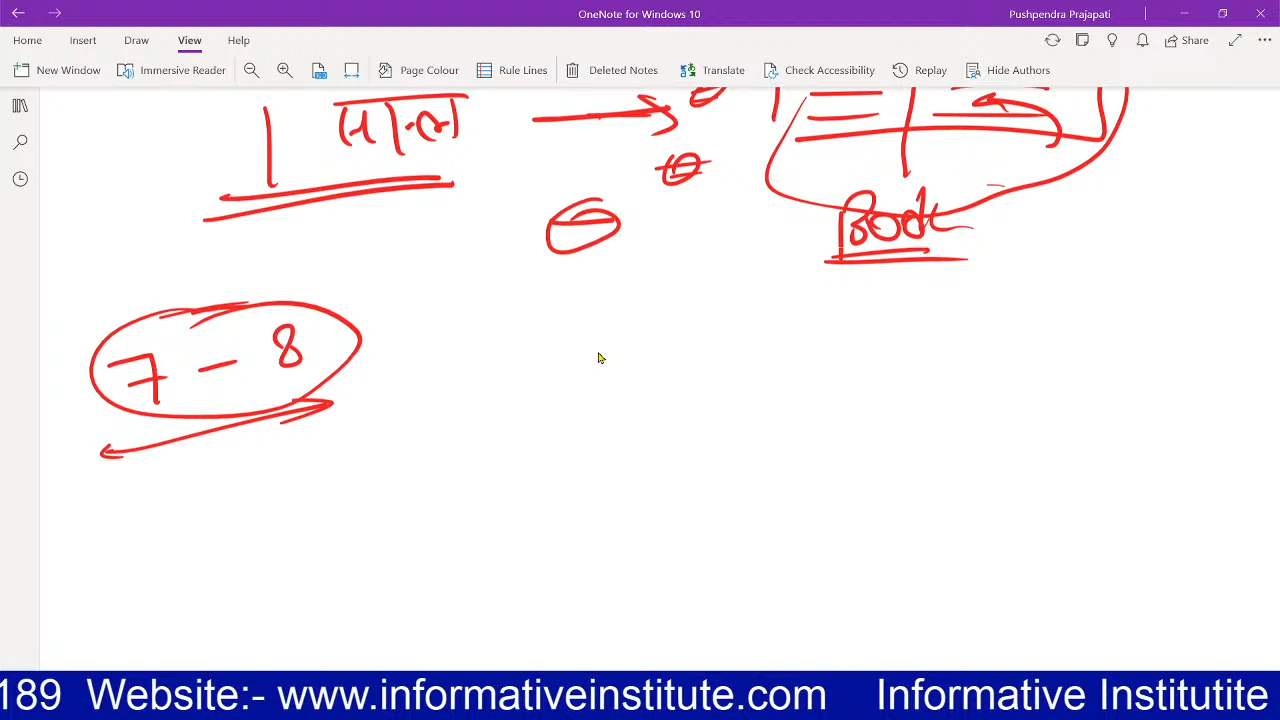 OneNote for Windows 10
Pushpendra Prajapati
Home Insert Draw View Help
Share
New Window Immersive Reader Page Colour Rule Lines Deleted Notes Translate Check Accessibility Replay Hide Authors
7 - 8
189 Website:- www.informativeinstitute.com Informative Institutite